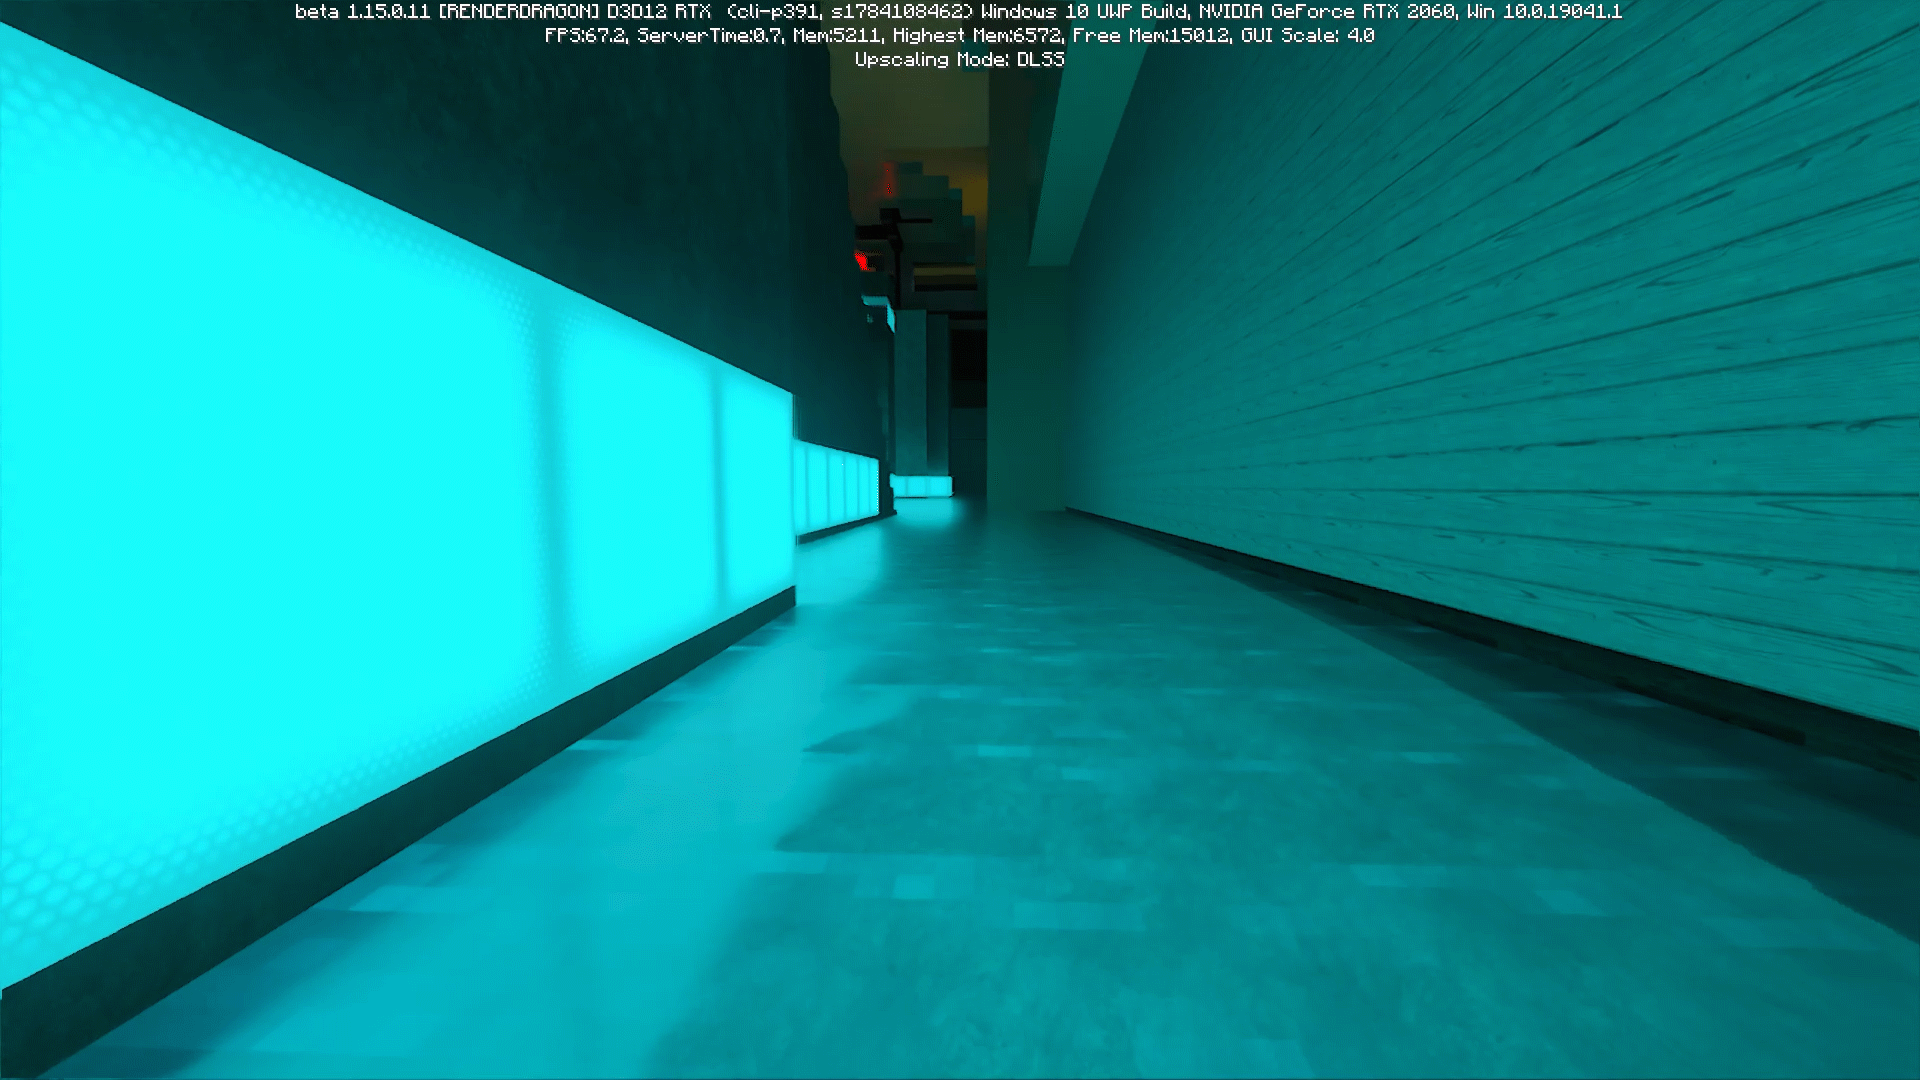 beta 1.15.0.11 [RENDERDRAGON] D3D12 RTX (cli-p391, s1784108462) Windows 10 UWP Build, NVIDIA GeForce RTX 2060, Win 10.0.19041.1
FPS:67.2, ServerTime:0.7, Mem:5211, Highest Mem:6572, Free Mem:15012, GUI Scale: 4.0
Upscaling Mode: DLSS